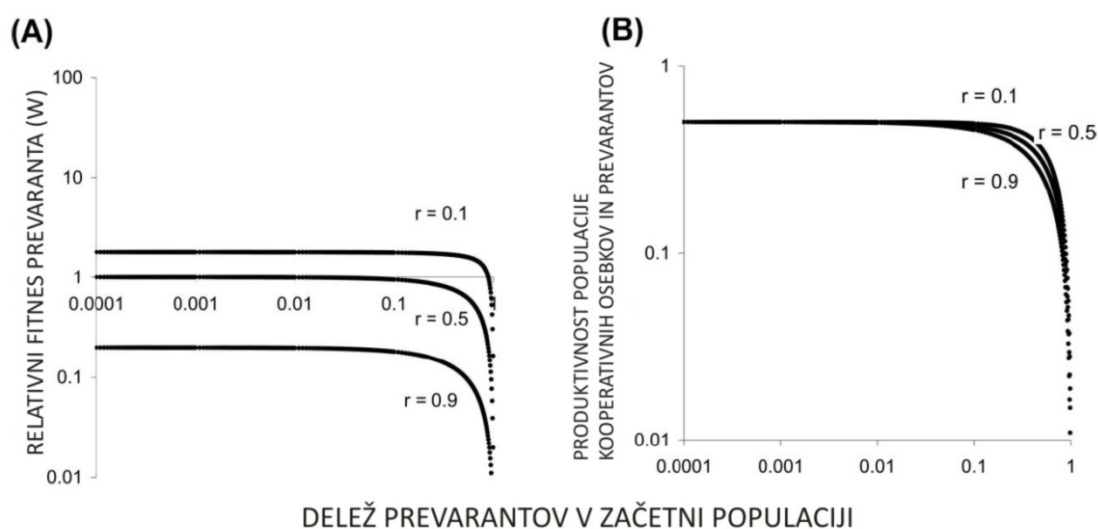 (A)
RELATIVNI FITNES PREVARANTA (W)
100
10
1
0.1
0.01
0.0001
0.001
0.01
0.1
r = 0.1
r = 0.5
r = 0.9
(B)
PRODUKTIVNOST POPULACIJE
KOOPERATIVNIH OSEBKOV IN PREVARANTOV
1
0.1
0.01
0.0001
0.001
0.01
0.1
1
r = 0.1
r = 0.5
r = 0.9
DELEŽ PREVARANTOV V ZAČETNI POPULACIJI